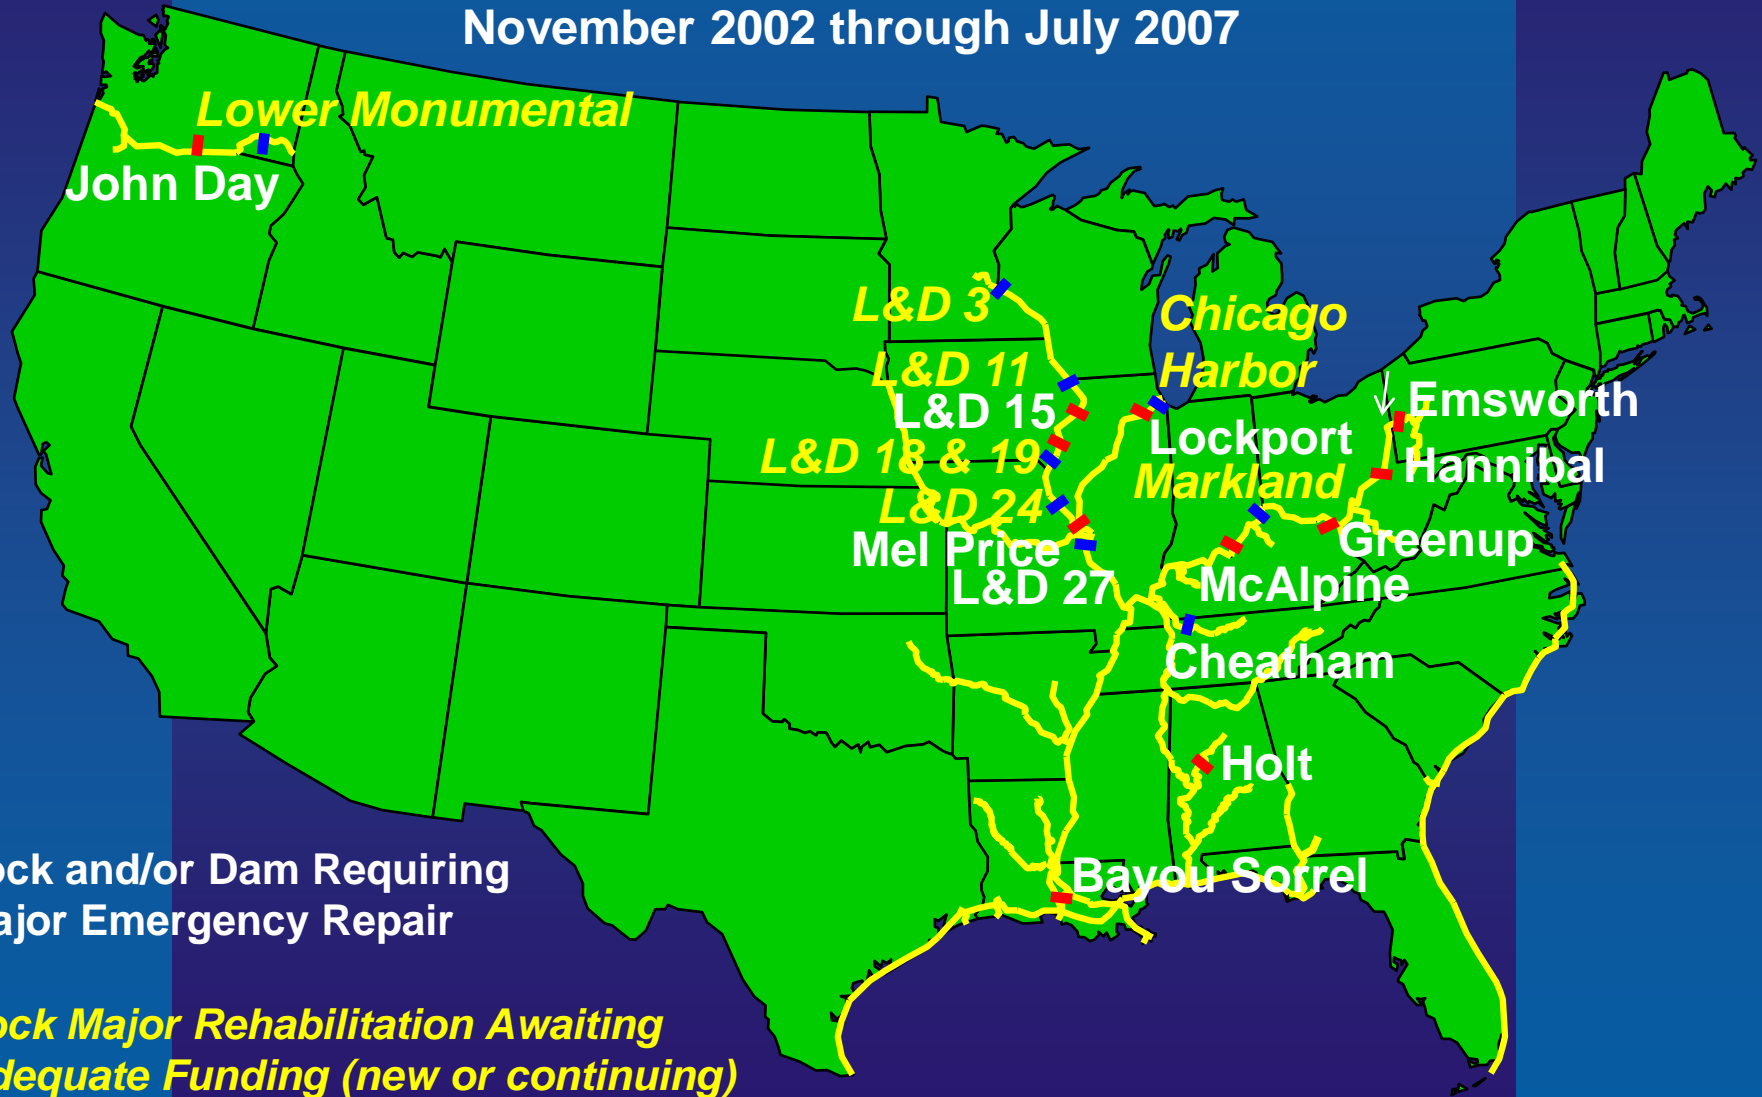 November 2002 through July 2007
Lower Monumental
John Day
L&D 3
Chicago
Harbor
L&D 11
L&D 15
Emsworth
Lockport
L&D 18 & 19
Hannibal
Markland
L&D 24
Mel Price
Greenup
L&D 27
McAlpine
Cheatham
Holt
Bayou Sorrel
ock and/or Dam Requiring
ajor Emergency Repair
ock Major Rehabilitation Awaiting
dequate Funding (new or continuing)